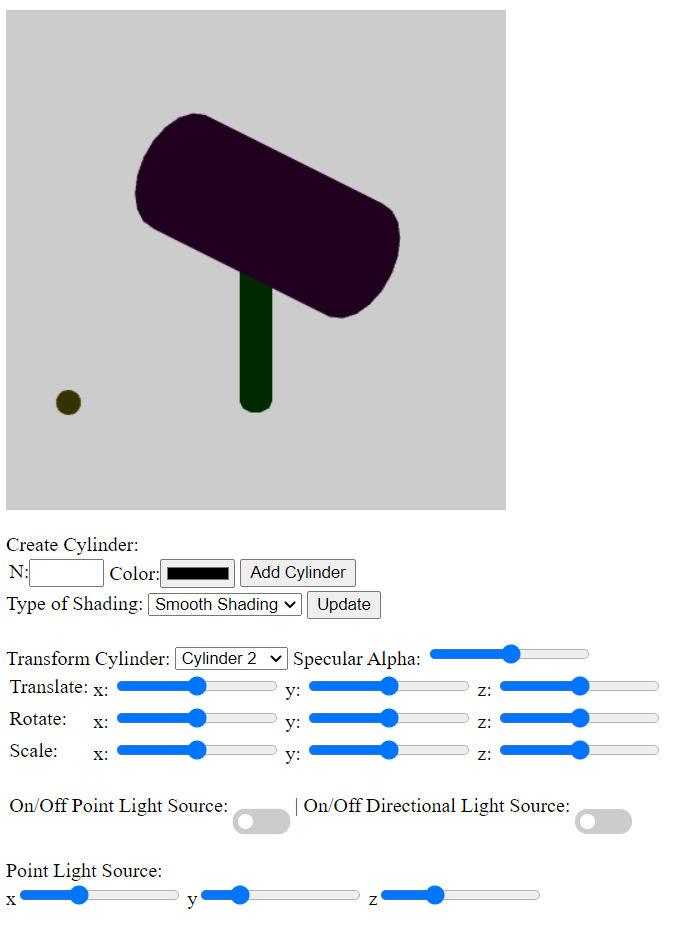 Create Cylinder:
N: Color: Add Cylinder
Type of Shading: Smooth Shading Update
Transform Cylinder: Cylinder 2 Specular Alpha:
Translate: x: y: z:
Rotate: x: y: z:
Scale: x: y: z:
On/Off Point Light Source: | On/Off Directional Light Source:
Point Light Source:
x y z